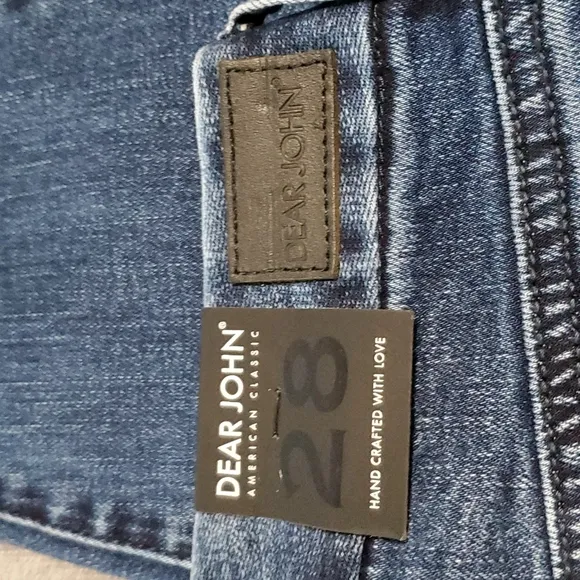 DEAR JOHN®
DEAR JOHN®
AMERICAN CLASSIC
28
HAND CRAFTED WITH LOVE